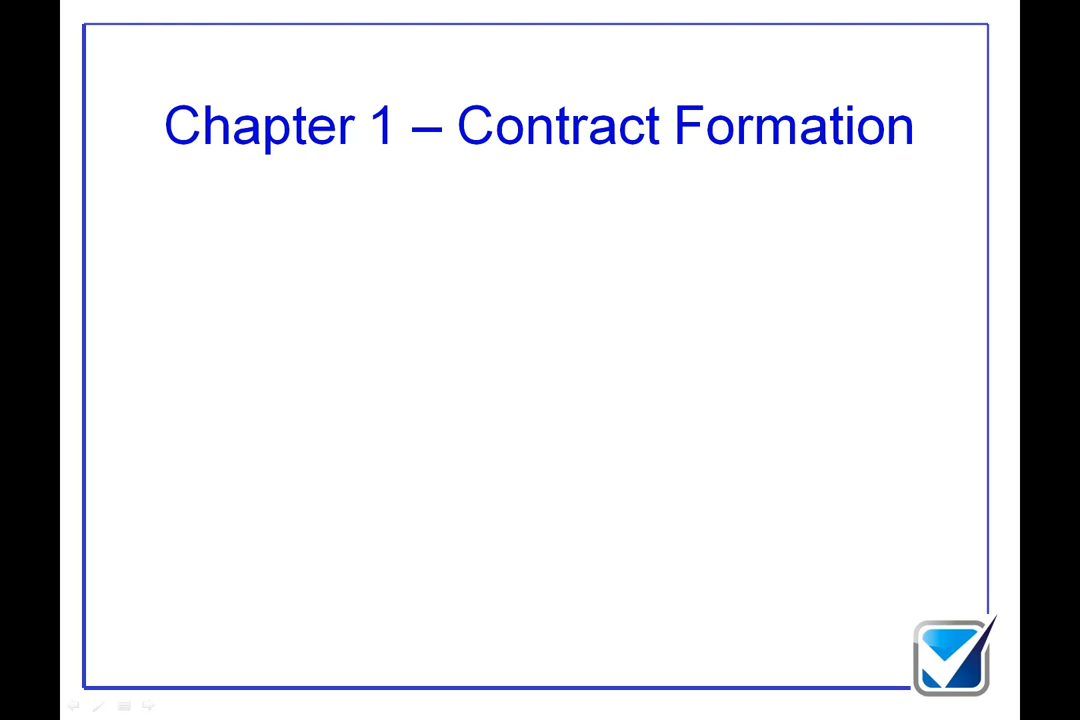 Chapter 1 – Contract Formation